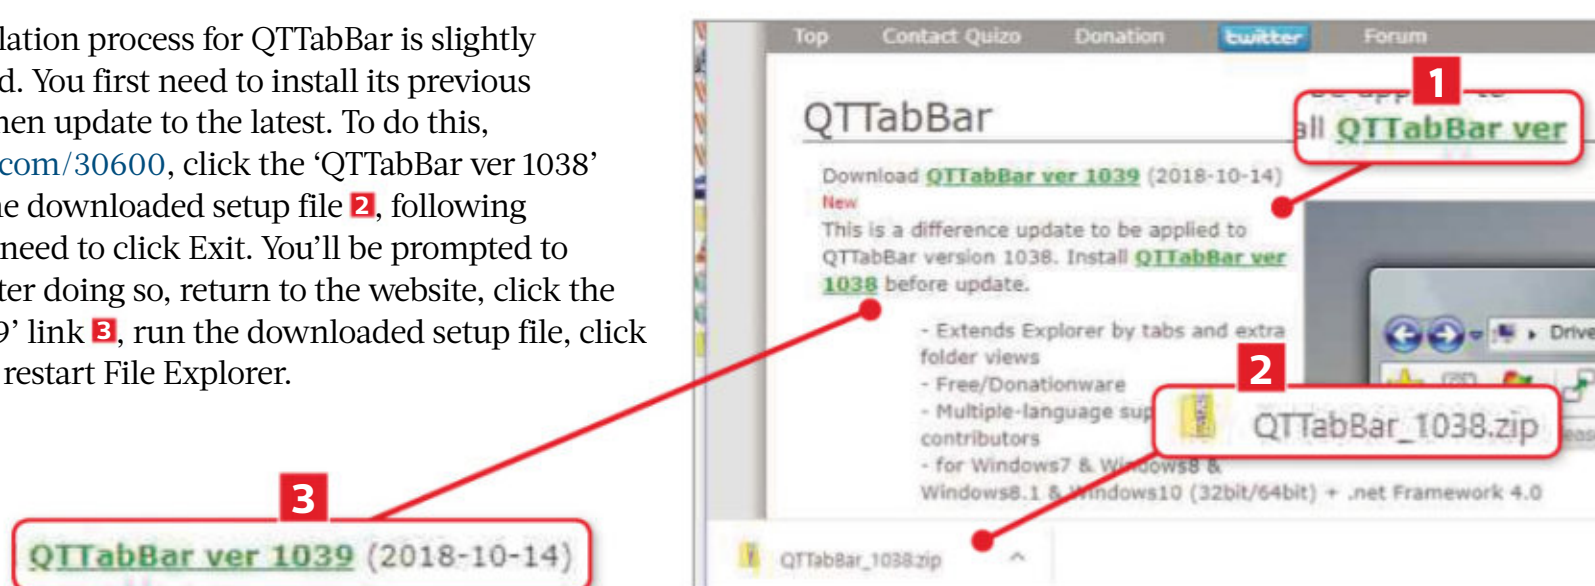 lation process for QTTabBar is slightly
d. You first need to install its previous
hen update to the latest. To do this,
com/30600, click the ‘QTTabBar ver 1038’
he downloaded setup file 2, following
need to click Exit. You’ll be prompted to
ter doing so, return to the website, click the
9’ link 3, run the downloaded setup file, click
restart File Explorer.
3
QTTabBar ver 1039 (2018-10-14)
Top Contact Quizo Donation twitter Forum
1
all QTTabBar ver
QTTabBar
Download QTTabBar ver 1039 (2018-10-14)
New
This is a difference update to be applied to
QTTabBar version 1038. Install QTTabBar ver
1038 before update.
- Extends Explorer by tabs and extra
folder views
- Free/Donationware
- Multiple-language sup
contributors
- for Windows7 & Windows8 &
Windows8.1 & Windows10 (32bit/64bit) + .net Framework 4.0
Drive
2
QTTabBar_1038.zip
QTTabBar_1038.zip